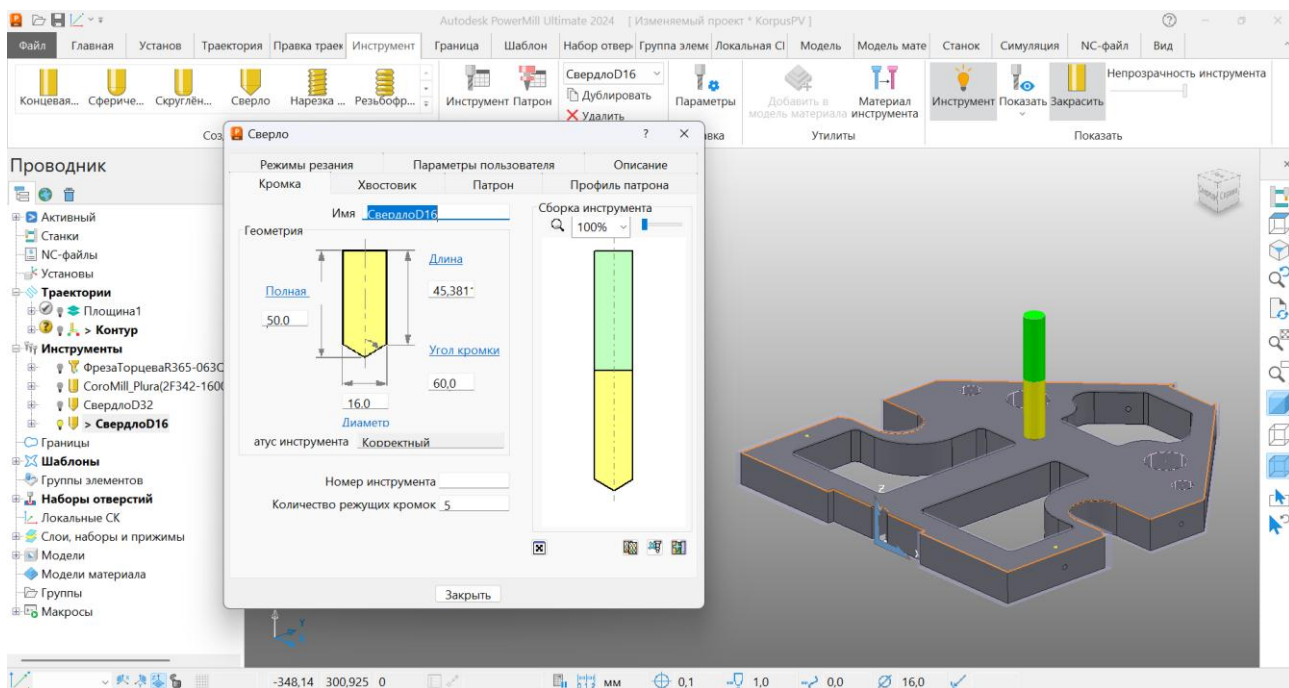 Autodesk PowerMill Ultimate 2024 [ Изменяемый проект * KorpusPV ]
Файл Главная Установ Траектория Правка траек Инструмент Граница Шаблон Набор отвер Группа элеме Локальная СІ Модель Модель мате Станок Симуляция NC-файл Вид
Концевая... Сфериче... Скруглён... Сверло Нарезка ... Резьбофр...
Инструмент Патрон
СверлоD16
Дублировать
Удалить
Параметры
Добавить в модель материала
Материал инструмента
Инструмент Показать Закрасить
Непрозрачность инструмента
Соз
вка
Утилиты
Показать
Проводник
Активный
Станки
NC-файлы
Установы
Траектории
Площина1
> Контур
Инструменты
ФрезаТорцеваR365-063Q
CoroMill_Plura(2F342-1600
СверлоD32
> СверлоD16
Границы
Шаблоны
Группы элементов
Наборы отверстий
Локальные СК
Слои, наборы и прижимы
Модели
Модели материала
Группы
Макросы
Сверло
? ×
Режимы резания Параметры пользователя Описание
Кромка Хвостовик Патрон Профиль патрона
Имя СверлоD16
Сборка инструмента
100%
Геометрия
Длина
45,381
Полная
50.0
Угол кромки
60,0
16.0
Диаметр
атус инструмента Корректный
Номер инструмента
Количество режущих кромок 5
Закрыть
Z
Y
-348,14 300,925 0 мм 0,1 1,0 0,0 16,0